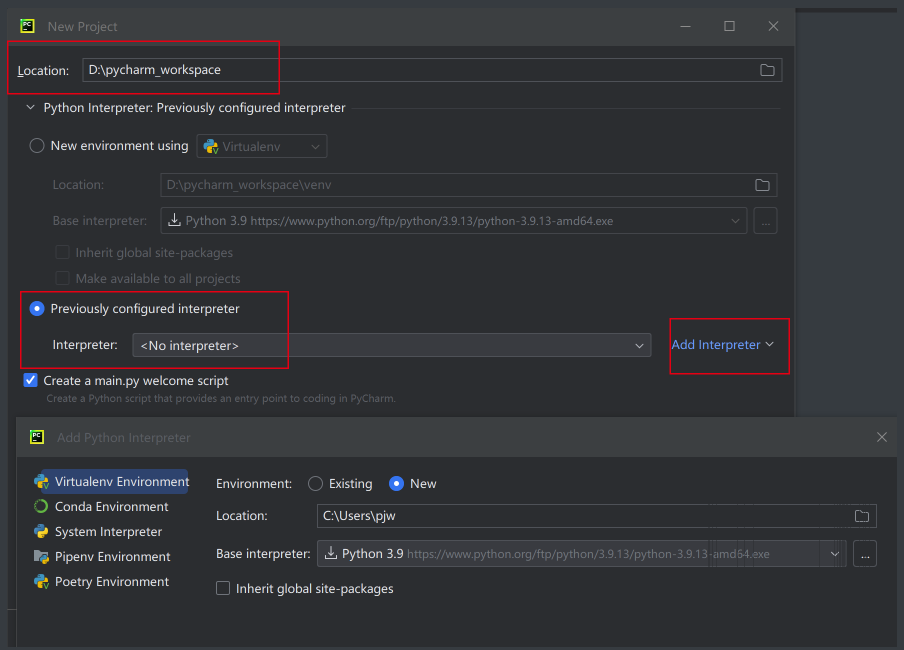 New Project
Location: D:\pycharm_workspace
Python Interpreter: Previously configured interpreter
New environment using Virtualenv
Location: D:\pycharm_workspace\venv
Base interpreter: Python 3.9 https://www.python.org/ftp/python/3.9.13/python-3.9.13-amd64.exe ...
Inherit global site-packages
Make available to all projects
Previously configured interpreter
Interpreter: <No interpreter> Add Interpreter
Create a main.py welcome script
Create a Python script that provides an entry point to coding in PyCharm.
Add Python Interpreter
Virtualenv Environment
Conda Environment
System Interpreter
Pipenv Environment
Poetry Environment
Environment: Existing New
Location: C:\Users\pjw
Base interpreter: Python 3.9 https://www.python.org/ftp/python/3.9.13/python-3.9.13-amd64.exe ...
Inherit global site-packages